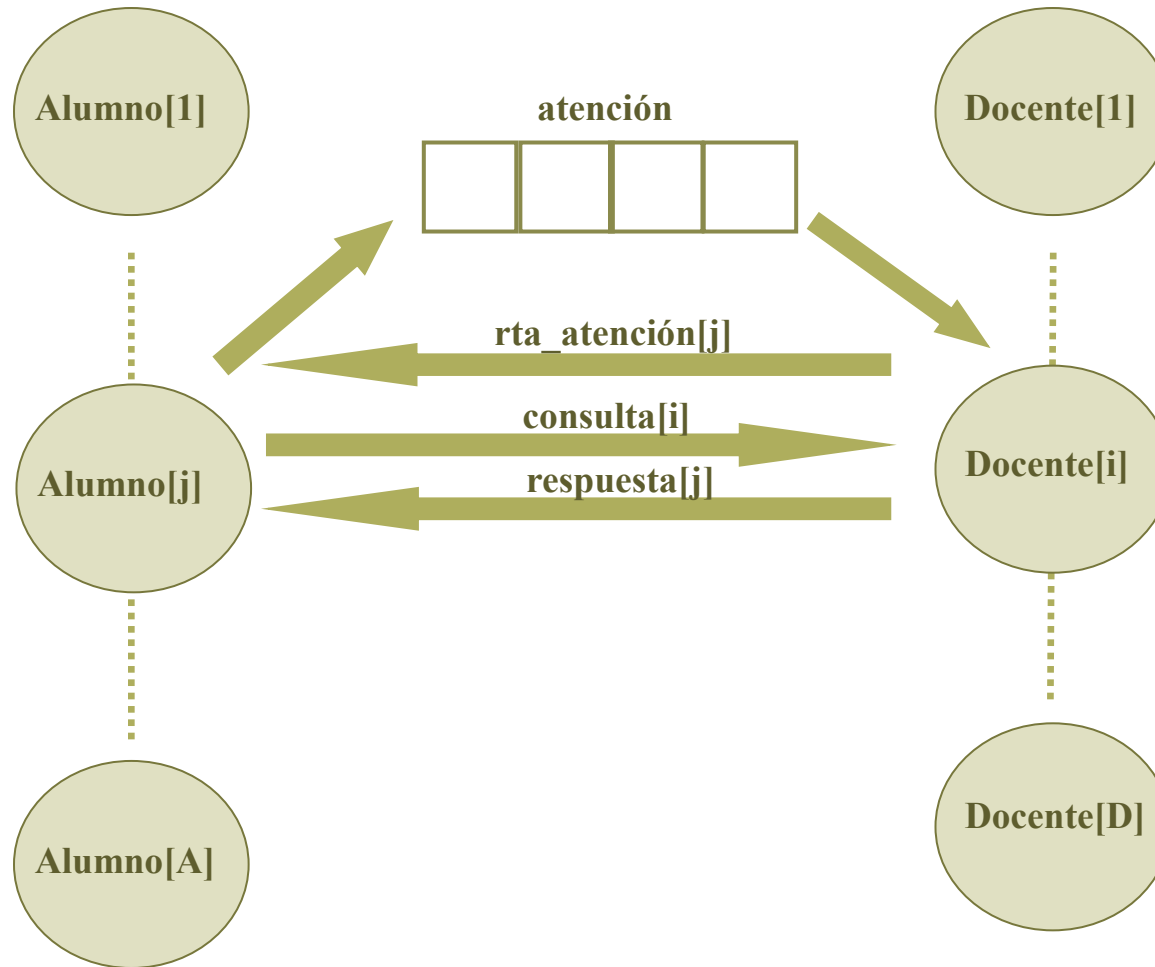 Alumno[1]
atención
Docente[1]
rta_atención[j]
consulta[i]
Alumno[j]
respuesta[j]
Docente[i]
Alumno[A]
Docente[D]